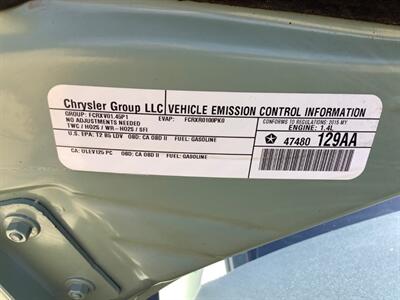 Chrysler Group LLC VEHICLE EMISSION CONTROL INFORMATION
GROUP: FCRXV01.45P1 EVAP: FCRXR0100PK0
NO ADJUSTMENTS NEEDED
TWC / HO2S / WR-HO2S / SFI
U.S. EPA: T2 B5 LDV OBD: CA OBD II FUEL: GASOLINE
CA: ULEV125 PC OBD: CA OBD II FUEL: GASOLINE
CONFORMS TO REGULATIONS: 2015 MY
ENGINE: 1.4L
47480 129AA